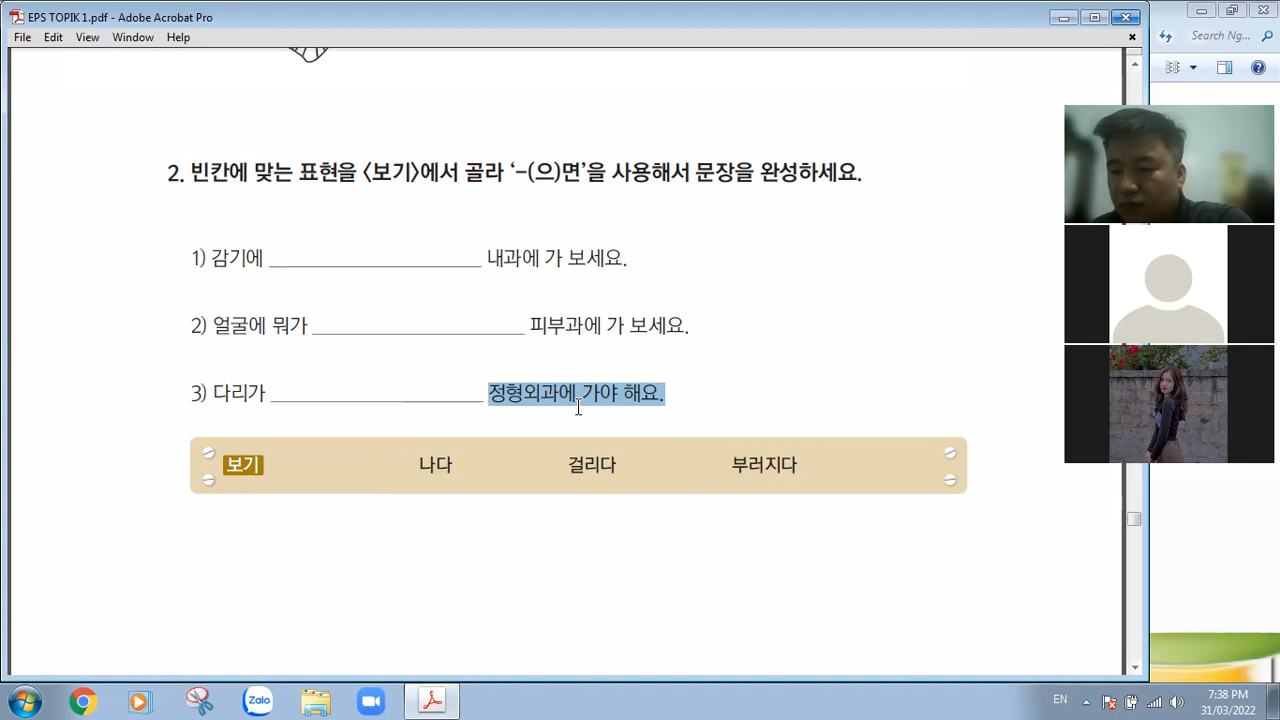 EPS TOPIK 1.pdf - Adobe Acrobat Pro
File Edit View Window Help
Search Ng...
2. 빈칸에 맞는 표현을 〈보기〉에서 골라 ‘-(으)면’을 사용해서 문장을 완성하세요.
1) 감기에 ____________________ 내과에 가 보세요.
2) 얼굴에 뭐가 ____________________ 피부과에 가 보세요.
3) 다리가 ____________________ 정형외과에 가야 해요.
보기 나다 걸리다 부러지다
Zalo
EN
7:38 PM
31/03/2022